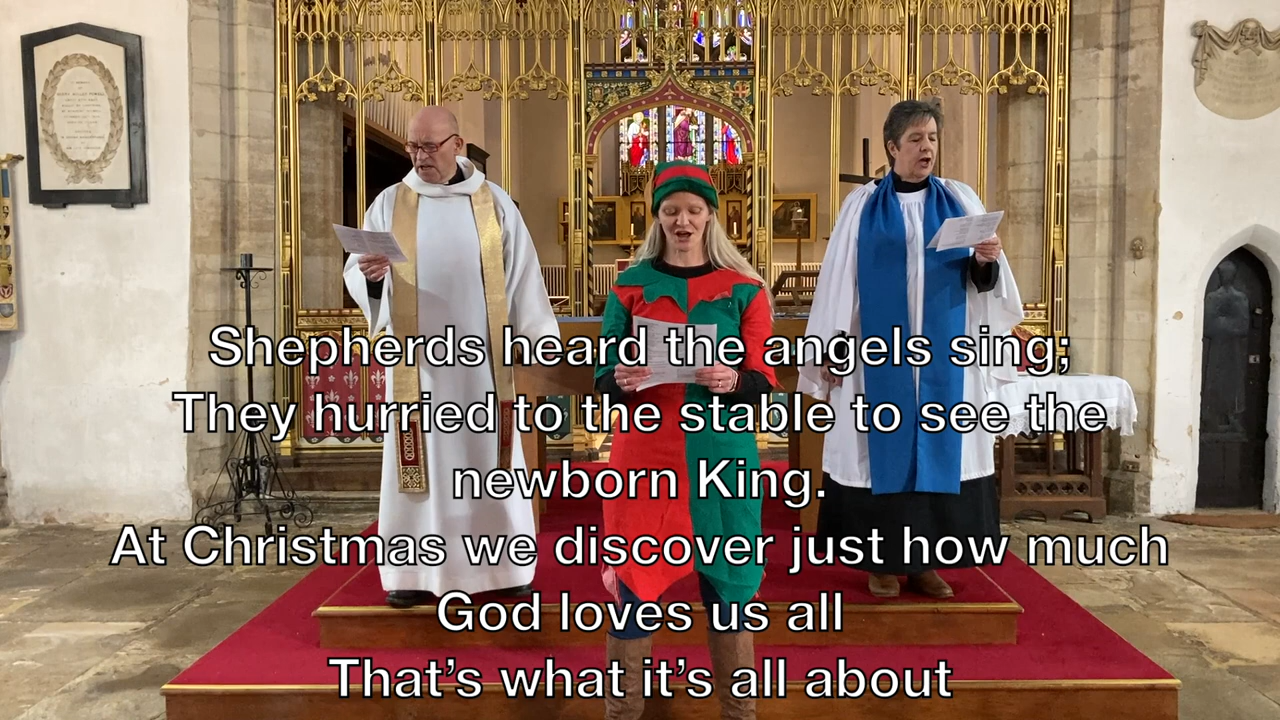 Shepherds heard the angels sing;
They hurried to the stable to see the
newborn King.
At Christmas we discover just how much
God loves us all
That’s what it’s all about